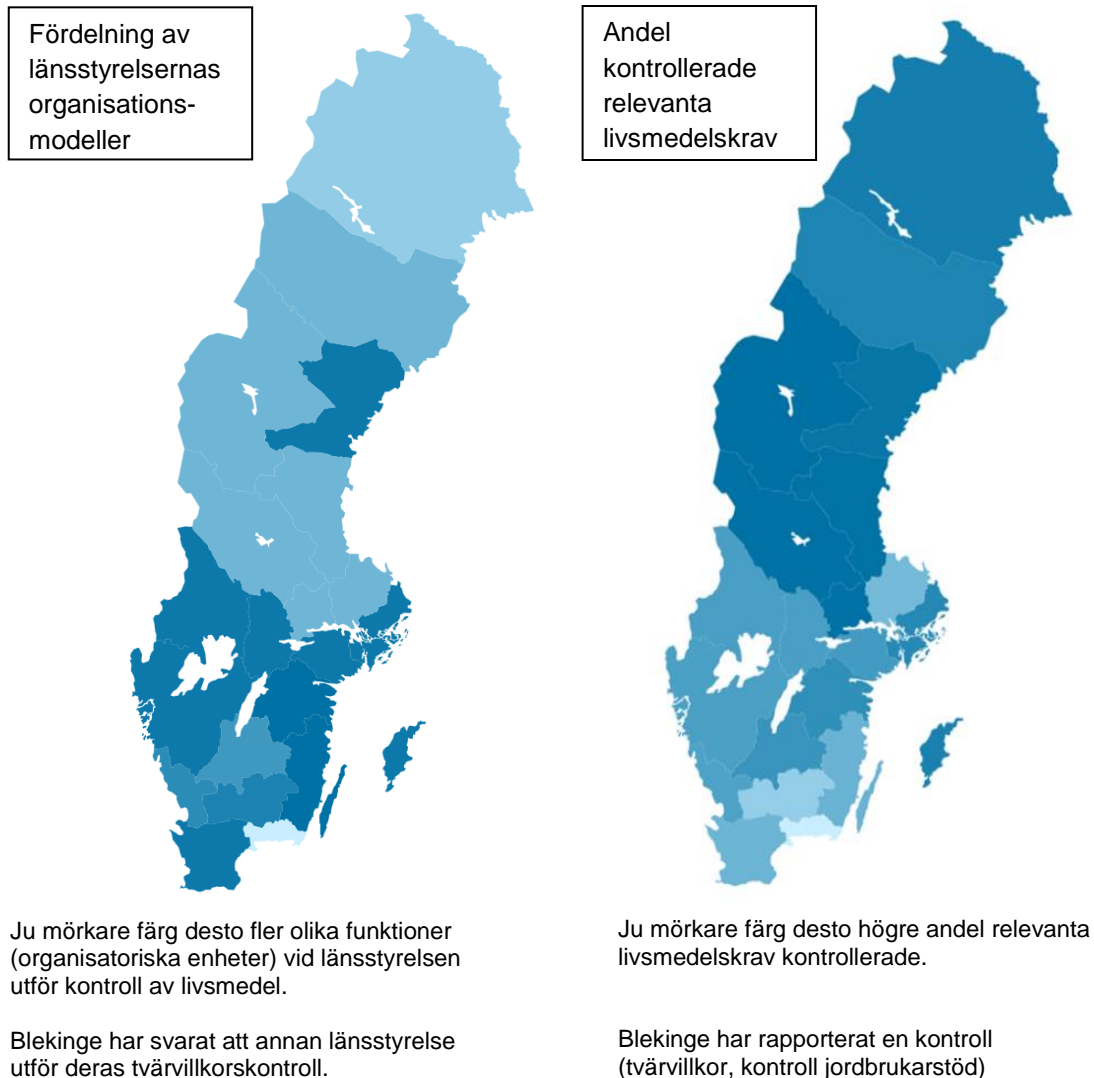 Fördelning av
länsstyrelsernas
organisations-
modeller
Andel
kontrollerade
relevanta
livsmedelskrav
Ju mörkare färg desto fler olika funktioner
(organisatoriska enheter) vid länsstyrelsen
utför kontroll av livsmedel.
Blekinge har svarat att annan länsstyrelse
utför deras tvärvillkorskontroll.
Ju mörkare färg desto högre andel relevanta
livsmedelskrav kontrollerade.
Blekinge har rapporterat en kontroll
(tvärvillkor, kontroll jordbrukarstöd)